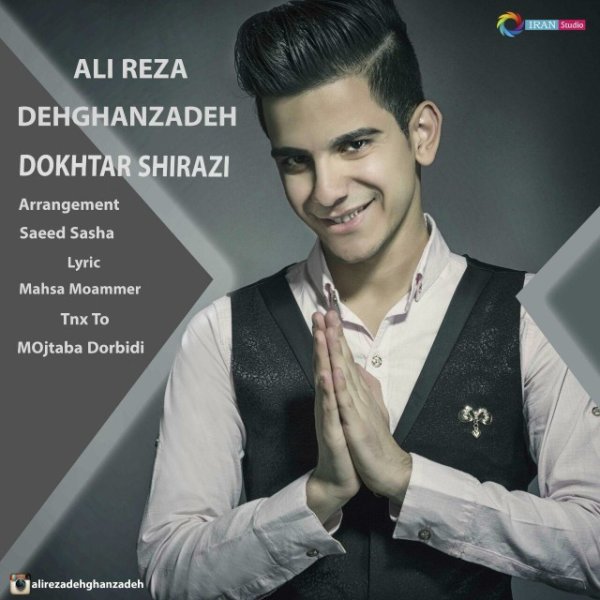 IRAN Studio
ALI REZA
DEHGHANZADEH
DOKHTAR SHIRAZI
Arrangement
Saeed Sasha
Lyric
Mahsa Moammer
Tnx To
MOjtaba Dorbidi
alirezadehghanzadeh